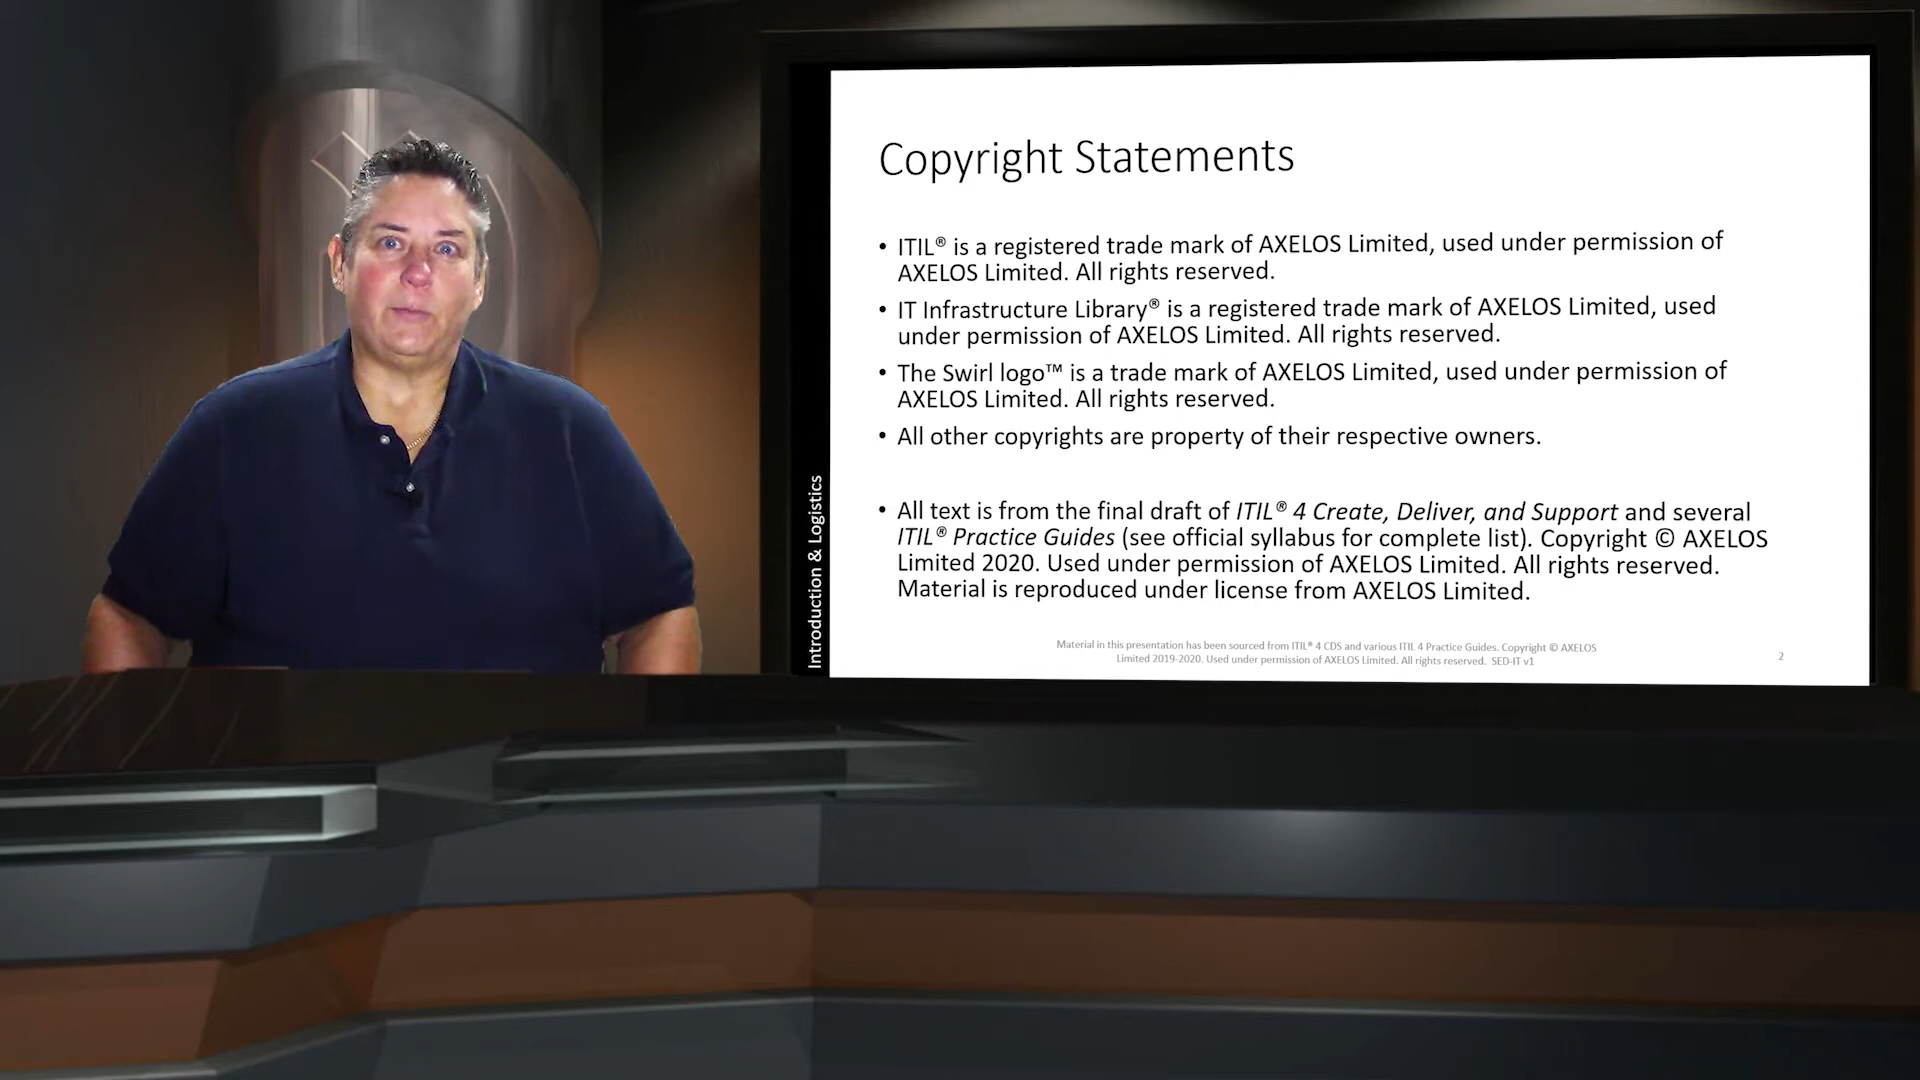 Copyright Statements
• ITIL® is a registered trade mark of AXELOS Limited, used under permission of
AXELOS Limited. All rights reserved.
• IT Infrastructure Library® is a registered trade mark of AXELOS Limited, used
under permission of AXELOS Limited. All rights reserved.
• The Swirl logo™ is a trade mark of AXELOS Limited, used under permission of
AXELOS Limited. All rights reserved.
• All other copyrights are property of their respective owners.
• All text is from the final draft of ITIL® 4 Create, Deliver, and Support and several
ITIL® Practice Guides (see official syllabus for complete list). Copyright © AXELOS
Limited 2020. Used under permission of AXELOS Limited. All rights reserved.
Material is reproduced under license from AXELOS Limited.
Introduction & Logistics
Material in this presentation has been sourced from ITIL® 4 CDS and various ITIL 4 Practice Guides. Copyright © AXELOS
Limited 2019-2020. Used under permission of AXELOS Limited. All rights reserved. SED-IT v1
2